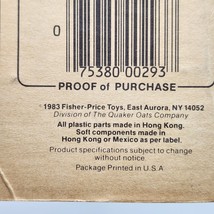 0
75380 00293
PROOF of PURCHASE
1983 Fisher-Price Toys, East Aurora, NY 14052
Division of The Quaker Oats Company
All plastic parts made in Hong Kong.
Soft components made in
Hong Kong or Mexico as per label.
Product specifications subject to change
without notice.
Package Printed in U.S.A